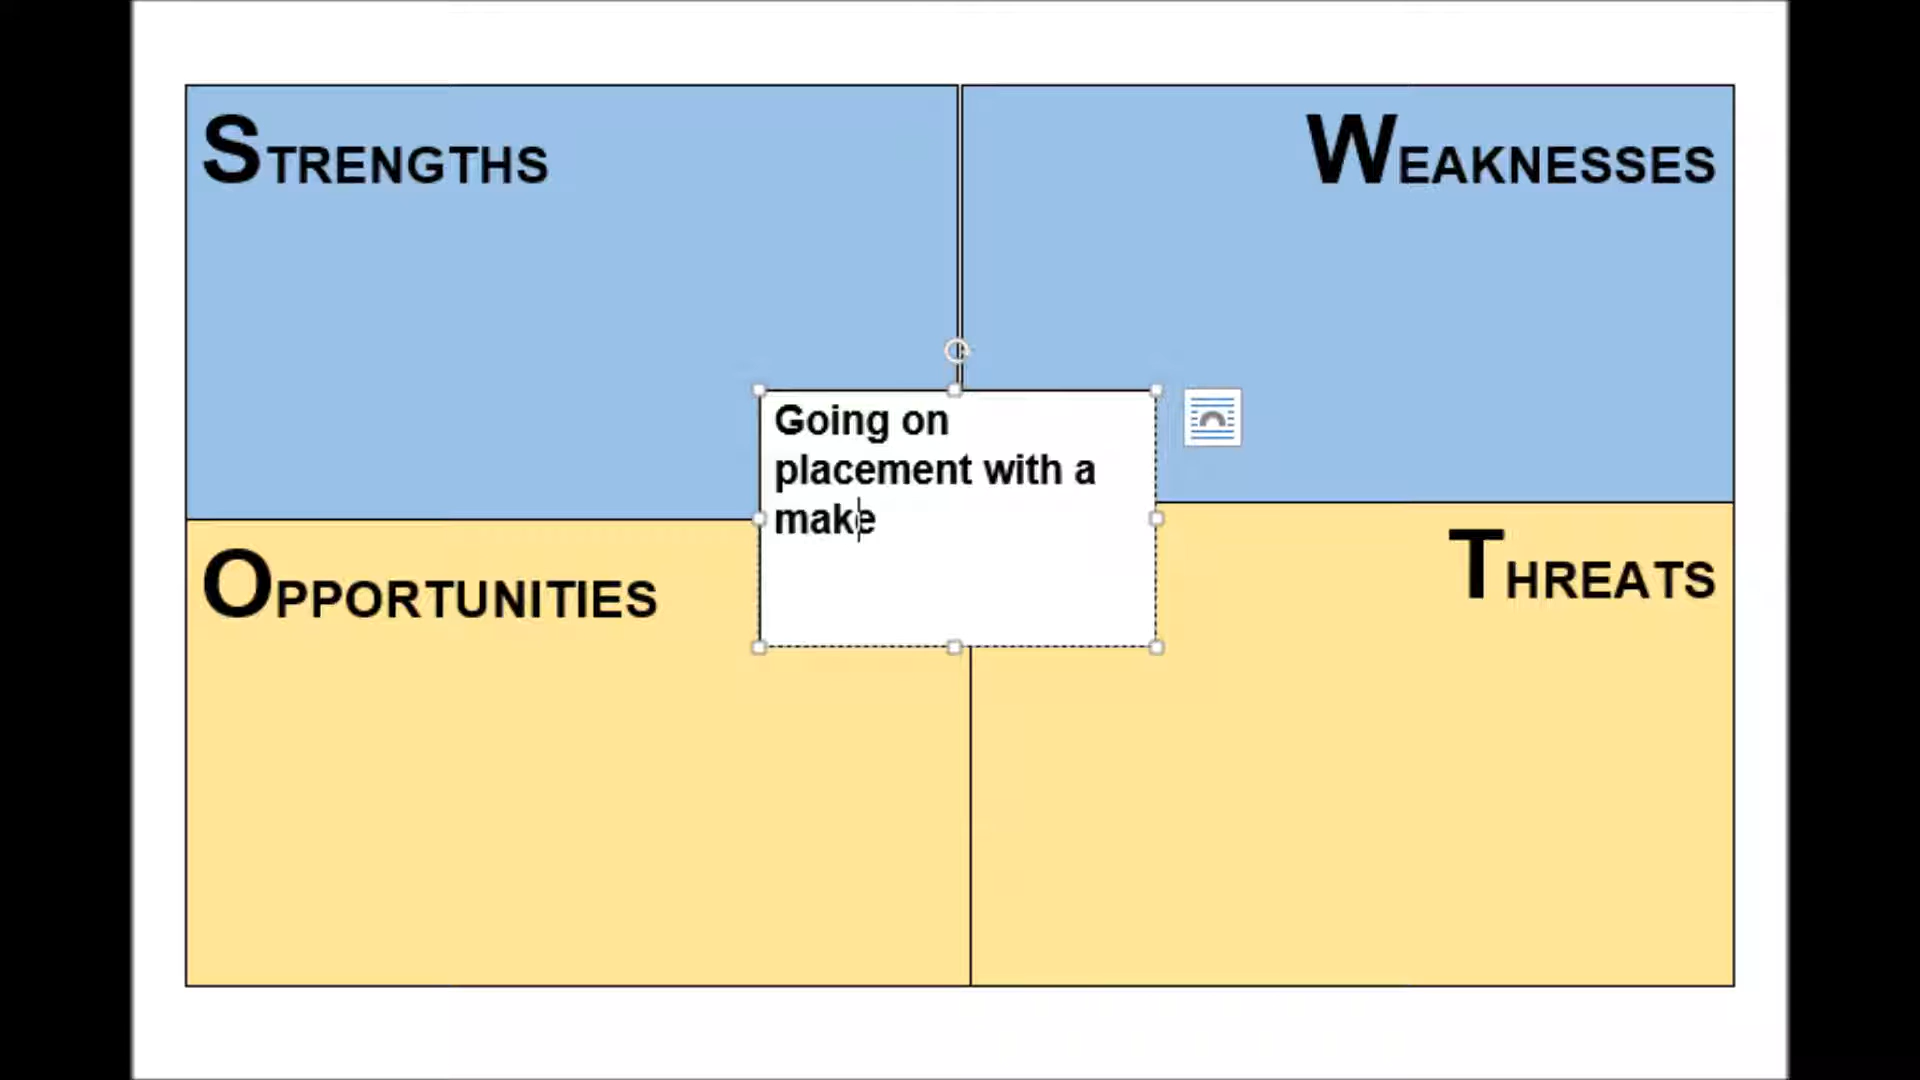 STRENGTHS
WEAKNESSES
Going on
placement with a
make
OPPORTUNITIES
THREATS